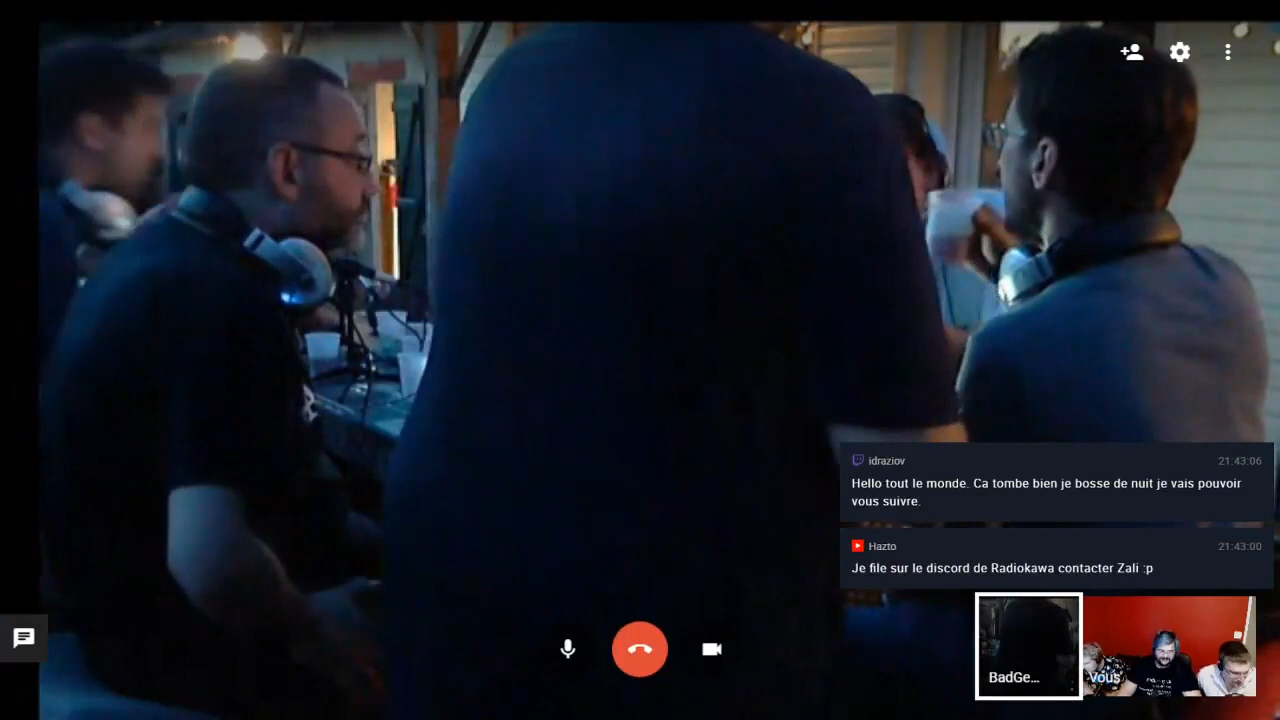 idraziov 21:43:06
Hello tout le monde. Ca tombe bien je bosse de nuit je vais pouvoir
vous suivre.
Hazto 21:43:00
Je file sur le discord de Radiokawa contacter Zali :p
BadGe... Vous